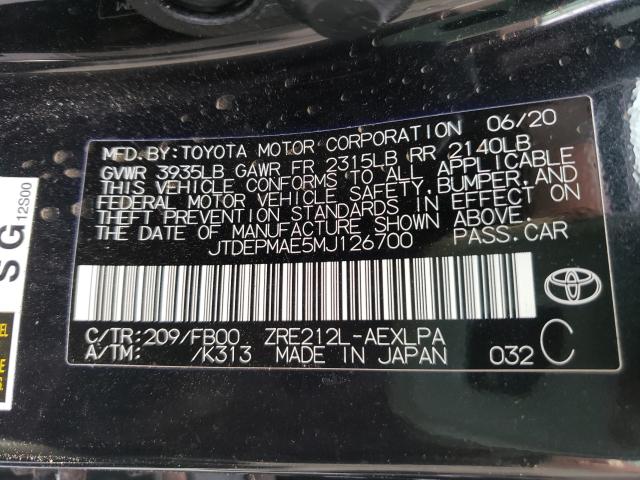 MFD. BY: TOYOTA MOTOR CORPORATION 06/20
GVWR 3935LB GAWR FR 2315LB RR 2140LB
THIS VEHICLE CONFORMS TO ALL APPLICABLE
FEDERAL MOTOR VEHICLE SAFETY, BUMPER, AND
THEFT PREVENTION STANDARDS IN EFFECT ON
THE DATE OF MANUFACTURE SHOWN ABOVE.
JTDEPMAE5MJ126700 PASS. CAR
C/TR: 209/FB00 ZRE212L-AEXLPA
A/TM: /K313 MADE IN JAPAN 032 C
SG
12S00